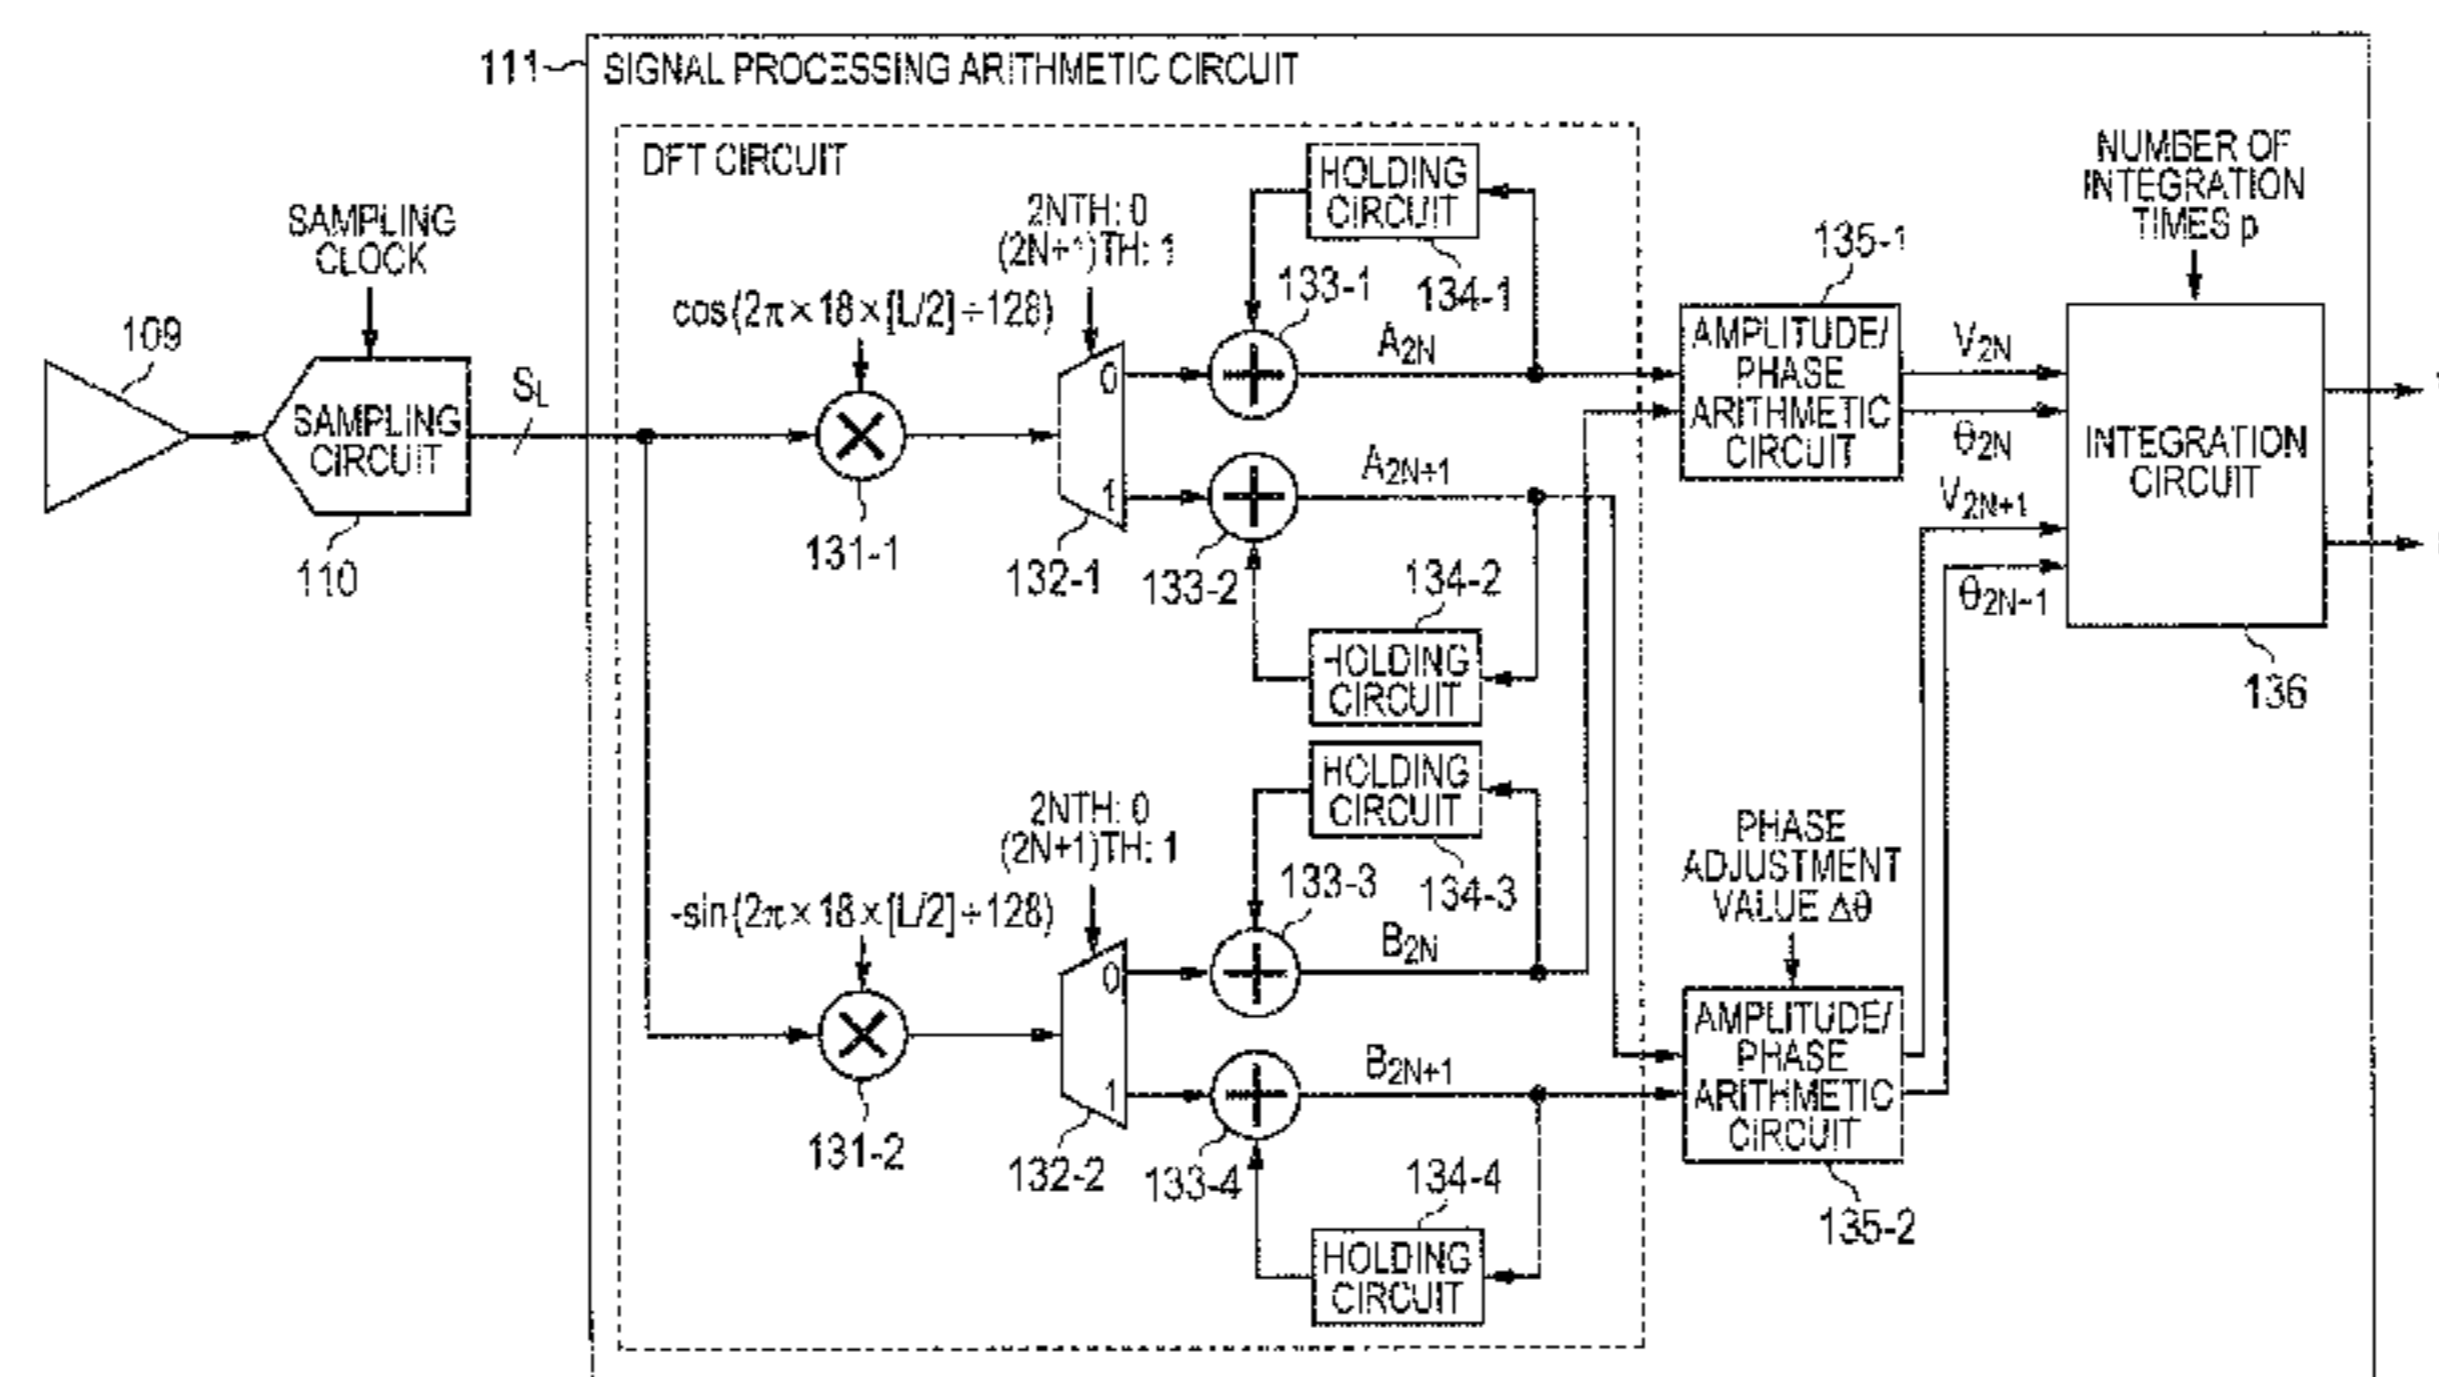 111
SIGNAL PROCESSING ARITHMETIC CIRCUIT
DFT CIRCUIT
NUMBER OF
INTEGRATION
TIMES p
SAMPLING
CLOCK
2NTH: 0
(2N+1)TH: 1
HOLDING
CIRCUIT
134-1
133-1
135-1
109
cos(2π×18×[L/2]÷128)
SL
SAMPLING
CIRCUIT
110
131-1
0
1
132-1
A2N
A2N+1
133-2
134-2
HOLDING
CIRCUIT
AMPLITUDE/
PHASE
ARITHMETIC
CIRCUIT
V2N
θ2N
V2N+1
θ2N+1
INTEGRATION
CIRCUIT
136
HOLDING
CIRCUIT
134-3
2NTH: 0
(2N+1)TH: 1
133-3
-sin(2π×18×[L/2]÷128)
131-2
0
1
132-2
B2N
B2N+1
133-4
134-4
HOLDING
CIRCUIT
PHASE
ADJUSTMENT
VALUE Δθ
AMPLITUDE/
PHASE
ARITHMETIC
CIRCUIT
135-2